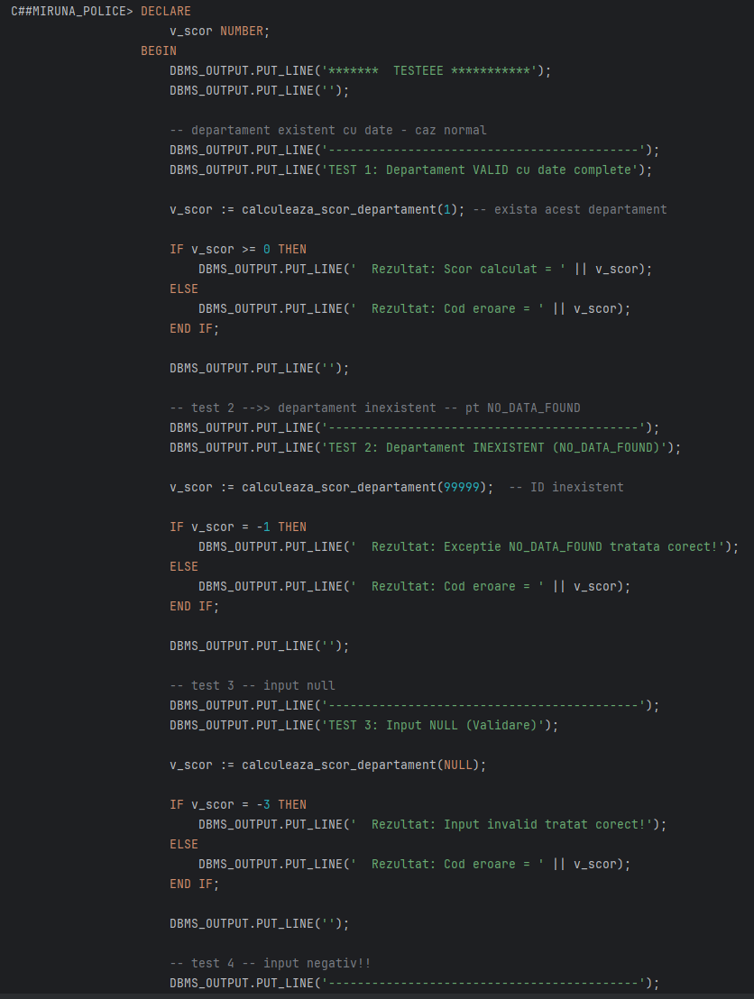 C##MIRUNA_POLICE> DECLARE
                      v_scor NUMBER;
                  BEGIN
                      DBMS_OUTPUT.PUT_LINE('*******  TESTEEE ***********');
                      DBMS_OUTPUT.PUT_LINE('');

                      -- departament existent cu date - caz normal
                      DBMS_OUTPUT.PUT_LINE('-------------------------------------------');
                      DBMS_OUTPUT.PUT_LINE('TEST 1: Departament VALID cu date complete');

                      v_scor := calculeaza_scor_departament(1); -- exista acest departament

                      IF v_scor >= 0 THEN
                          DBMS_OUTPUT.PUT_LINE('  Rezultat: Scor calculat = ' || v_scor);
                      ELSE
                          DBMS_OUTPUT.PUT_LINE('  Rezultat: Cod eroare = ' || v_scor);
                      END IF;

                      DBMS_OUTPUT.PUT_LINE('');

                      -- test 2 -->> departament inexistent -- pt NO_DATA_FOUND
                      DBMS_OUTPUT.PUT_LINE('-------------------------------------------');
                      DBMS_OUTPUT.PUT_LINE('TEST 2: Departament INEXISTENT (NO_DATA_FOUND)');

                      v_scor := calculeaza_scor_departament(99999);  -- ID inexistent

                      IF v_scor = -1 THEN
                          DBMS_OUTPUT.PUT_LINE('  Rezultat: Exceptie NO_DATA_FOUND tratata corect!');
                      ELSE
                          DBMS_OUTPUT.PUT_LINE('  Rezultat: Cod eroare = ' || v_scor);
                      END IF;

                      DBMS_OUTPUT.PUT_LINE('');

                      -- test 3 -- input null
                      DBMS_OUTPUT.PUT_LINE('-------------------------------------------');
                      DBMS_OUTPUT.PUT_LINE('TEST 3: Input NULL (Validare)');

                      v_scor := calculeaza_scor_departament(NULL);

                      IF v_scor = -3 THEN
                          DBMS_OUTPUT.PUT_LINE('  Rezultat: Input invalid tratat corect!');
                      ELSE
                          DBMS_OUTPUT.PUT_LINE('  Rezultat: Cod eroare = ' || v_scor);
                      END IF;

                      DBMS_OUTPUT.PUT_LINE('');

                      -- test 4 -- input negativ!!
                      DBMS_OUTPUT.PUT_LINE('-------------------------------------------');